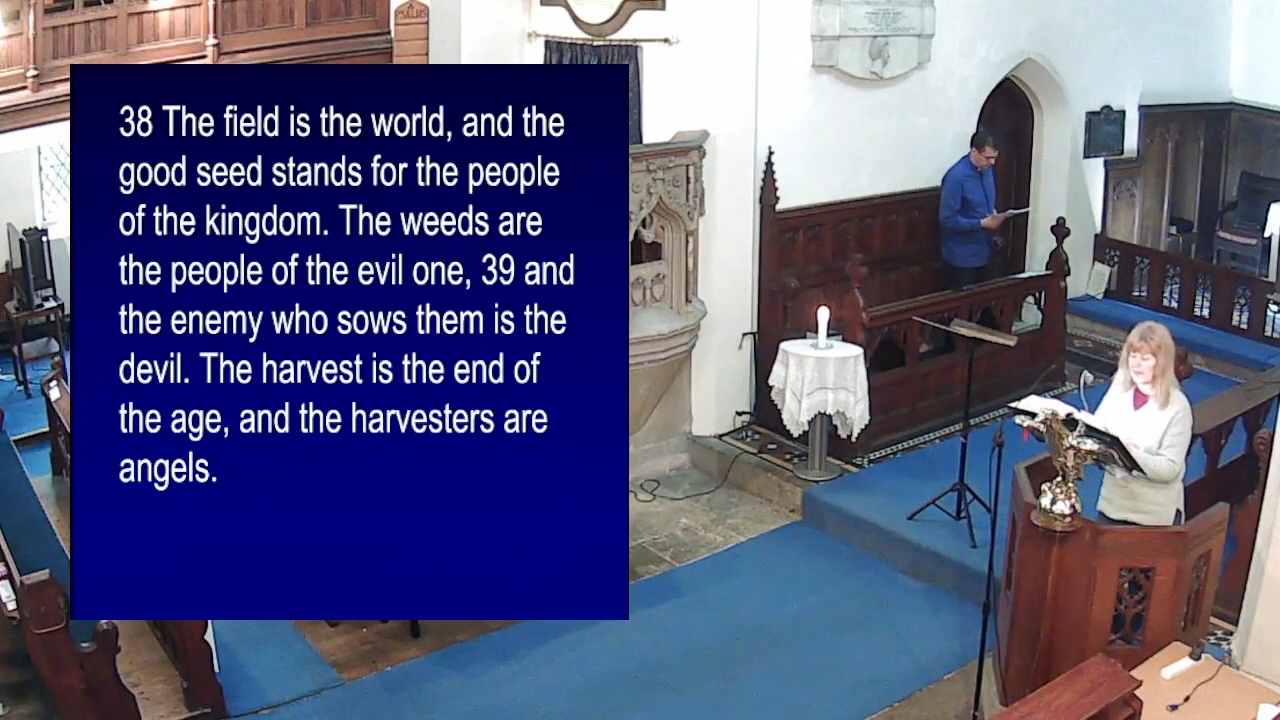 PSALMS
38 The field is the world, and the
good seed stands for the people
of the kingdom. The weeds are
the people of the evil one, 39 and
the enemy who sows them is the
devil. The harvest is the end of
the age, and the harvesters are
angels.